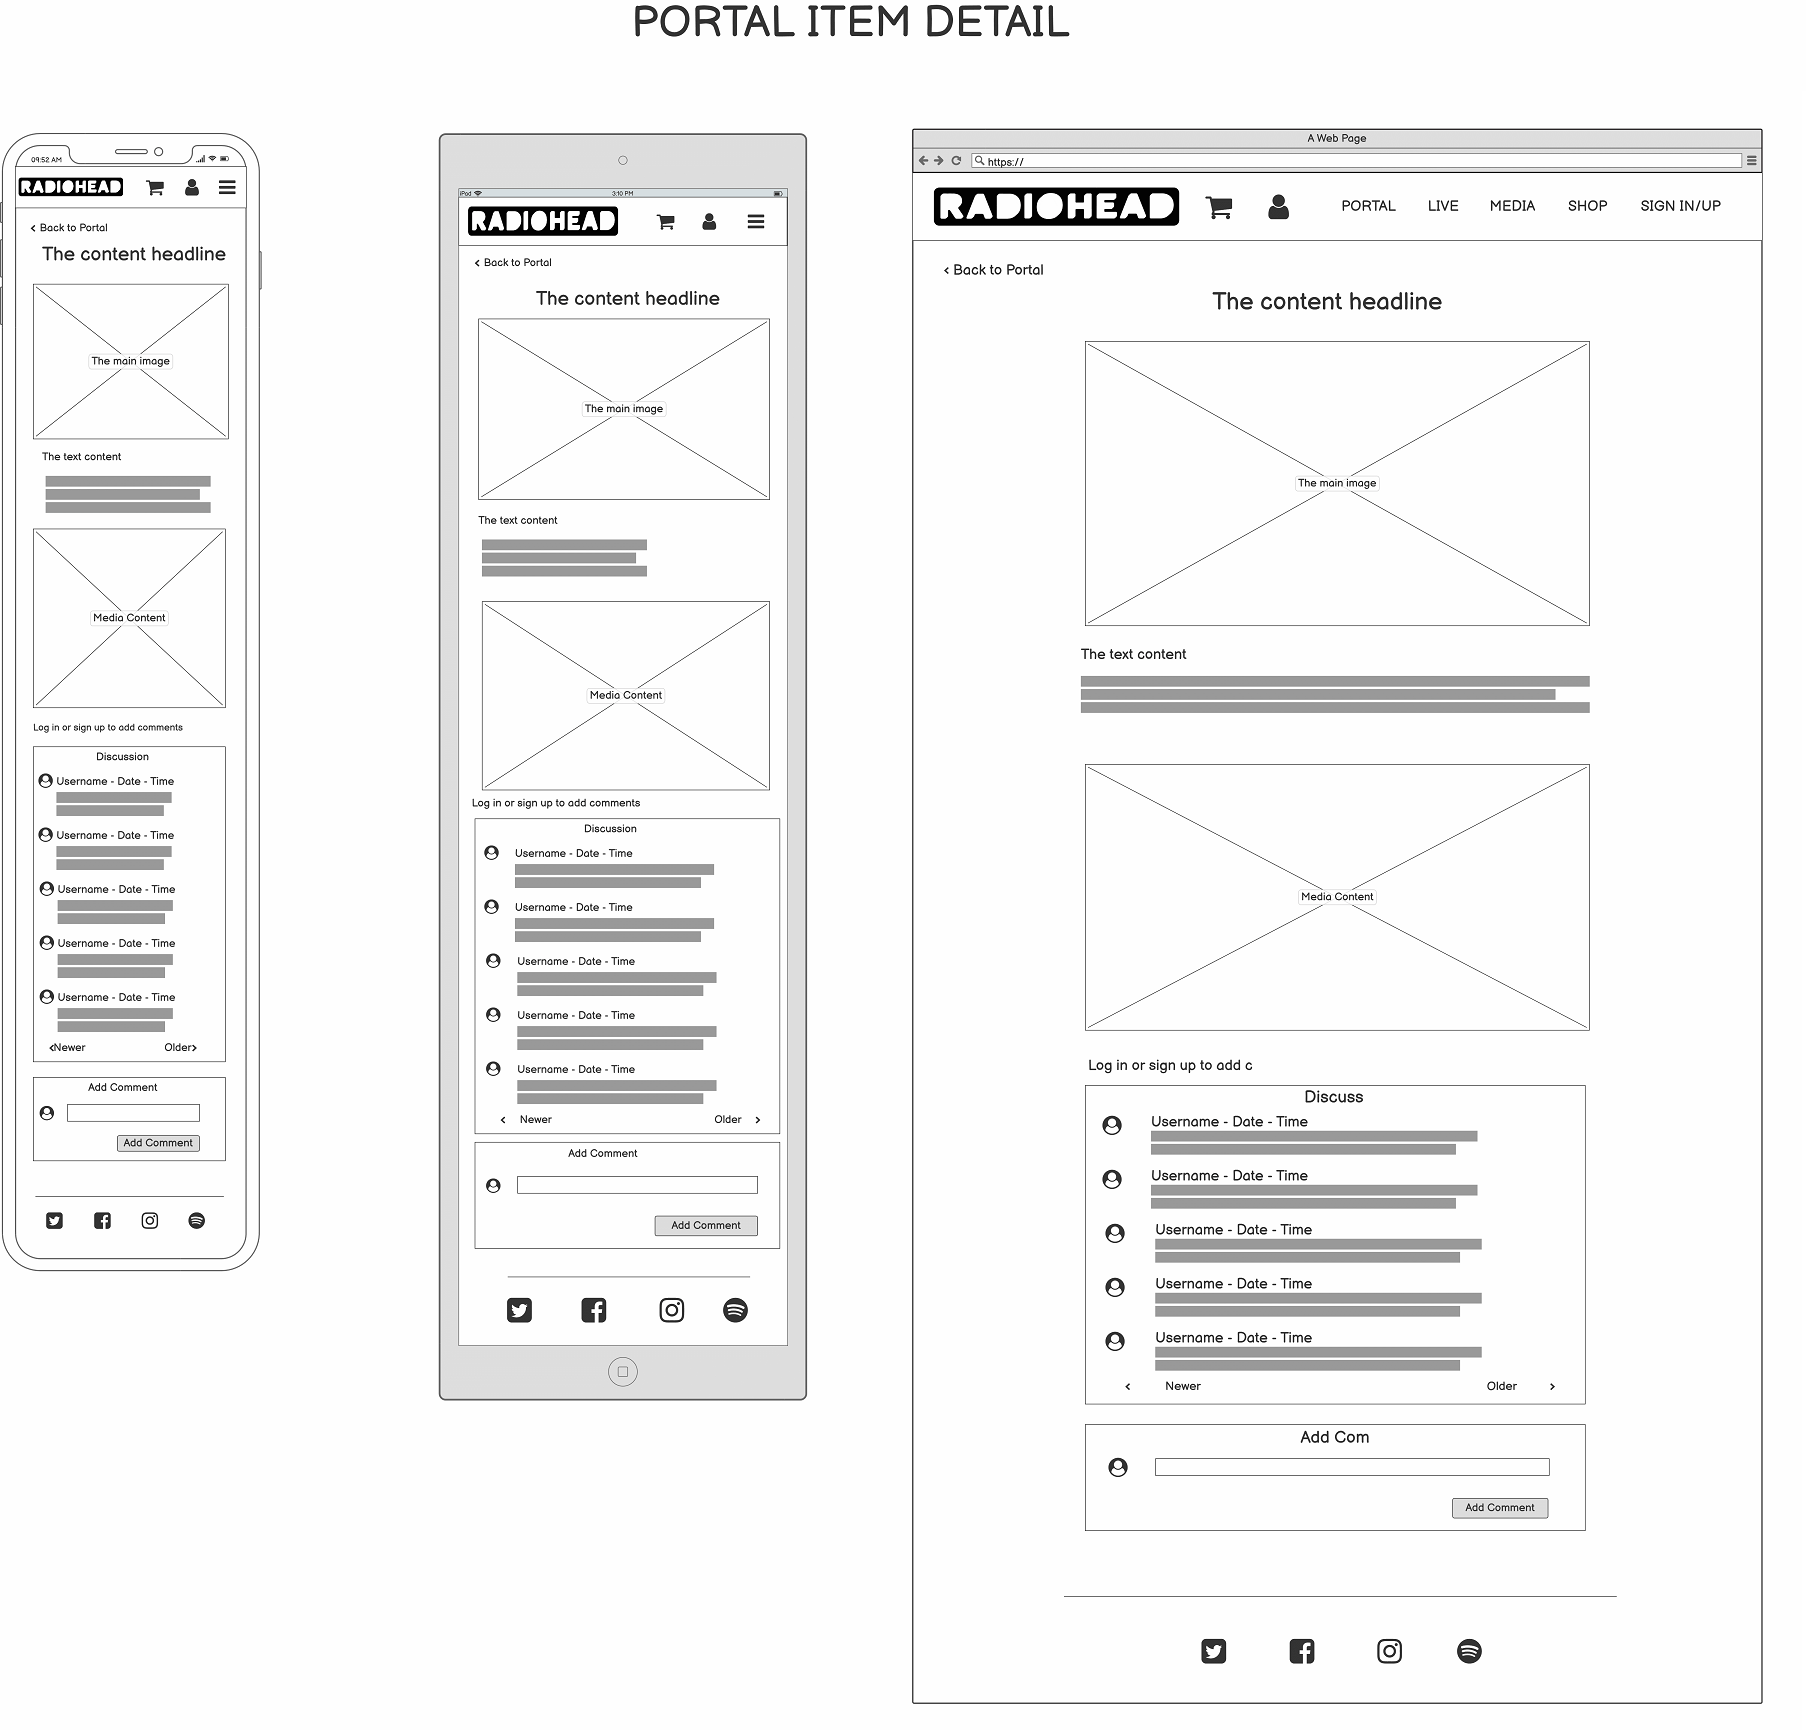 PORTAL ITEM DETAIL
09:52 AM
RADIOHEAD
Back to Portal
The content headline
The main image
The text content
Media Content
Log in or sign up to add comments
Discussion
Username - Date - Time
Username - Date - Time
Username - Date - Time
Username - Date - Time
Username - Date - Time
Newer Older
Add Comment
Add Comment
iPod 3:10 PM
RADIOHEAD
Back to Portal
The content headline
The main image
The text content
Media Content
Log in or sign up to add comments
Discussion
Username - Date - Time
Username - Date - Time
Username - Date - Time
Username - Date - Time
Username - Date - Time
Newer Older
Add Comment
Add Comment
A Web Page
https://
RADIOHEAD PORTAL LIVE MEDIA SHOP SIGN IN/UP
Back to Portal
The content headline
The main image
The text content
Media Content
Log in or sign up to add c
Discuss
Username - Date - Time
Username - Date - Time
Username - Date - Time
Username - Date - Time
Username - Date - Time
Newer Older
Add Com
Add Comment